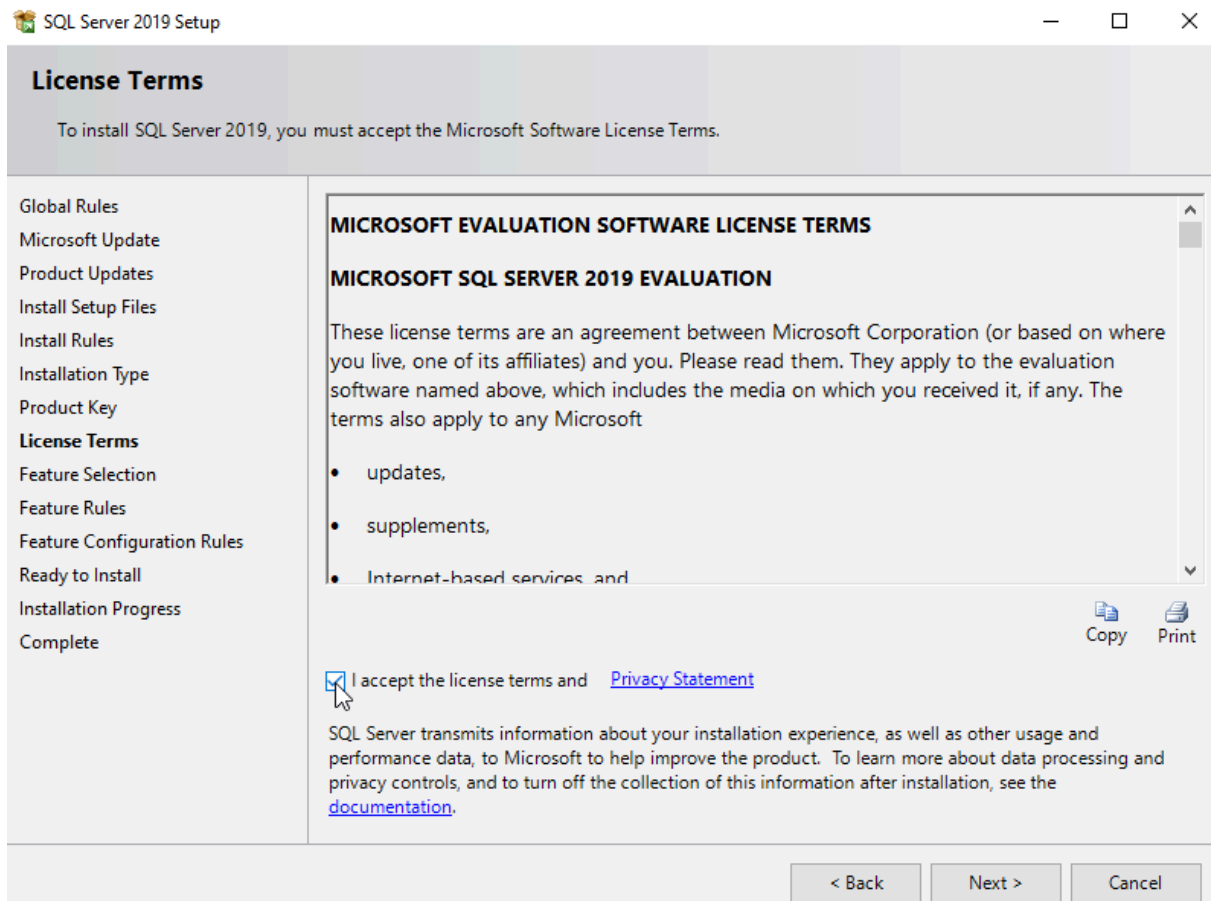 SQL Server 2019 Setup
License Terms
To install SQL Server 2019, you must accept the Microsoft Software License Terms.
Global Rules
Microsoft Update
Product Updates
Install Setup Files
Install Rules
Installation Type
Product Key
License Terms
Feature Selection
Feature Rules
Feature Configuration Rules
Ready to Install
Installation Progress
Complete
MICROSOFT EVALUATION SOFTWARE LICENSE TERMS
MICROSOFT SQL SERVER 2019 EVALUATION
These license terms are an agreement between Microsoft Corporation (or based on where
you live, one of its affiliates) and you. Please read them. They apply to the evaluation
software named above, which includes the media on which you received it, if any. The
terms also apply to any Microsoft
• updates,
• supplements,
• Internet-based services, and
Copy Print
I accept the license terms and Privacy Statement
SQL Server transmits information about your installation experience, as well as other usage and
performance data, to Microsoft to help improve the product. To learn more about data processing and
privacy controls, and to turn off the collection of this information after installation, see the
documentation.
< Back Next > Cancel